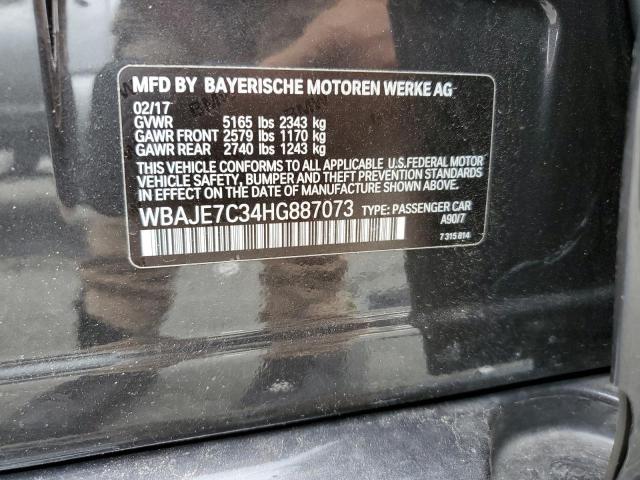 MFD BY BAYERISCHE MOTOREN WERKE AG
02/17
GVWR 5165 lbs 2343 kg
GAWR FRONT 2579 lbs 1170 kg
GAWR REAR 2740 lbs 1243 kg
THIS VEHICLE CONFORMS TO ALL APPLICABLE U.S.FEDERAL MOTOR
VEHICLE SAFETY, BUMPER AND THEFT PREVENTION STANDARDS
IN EFFECT ON THE DATE OF MANUFACTURE SHOWN ABOVE.
WBAJE7C34HG887073 TYPE: PASSENGER CAR
A90/7
7 315 814